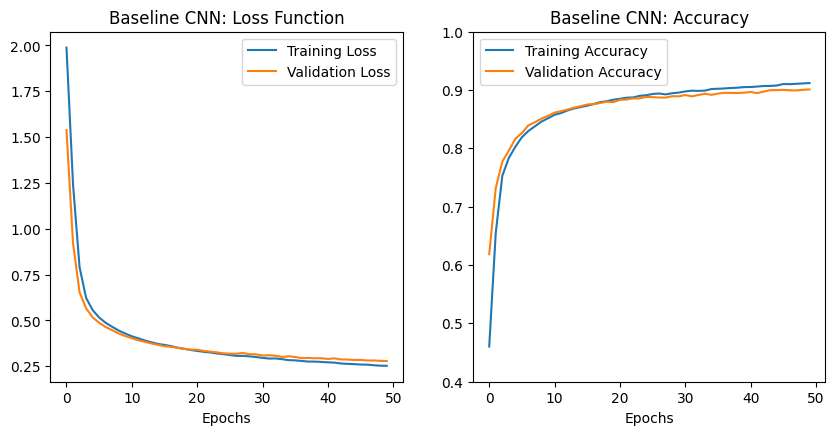 Baseline CNN: Loss Function
Training Loss
Validation Loss
2.00
1.75
1.50
1.25
1.00
0.75
0.50
0.25
0 10 20 30 40 50
Epochs
Baseline CNN: Accuracy
Training Accuracy
Validation Accuracy
1.0
0.9
0.8
0.7
0.6
0.5
0.4
0 10 20 30 40 50
Epochs